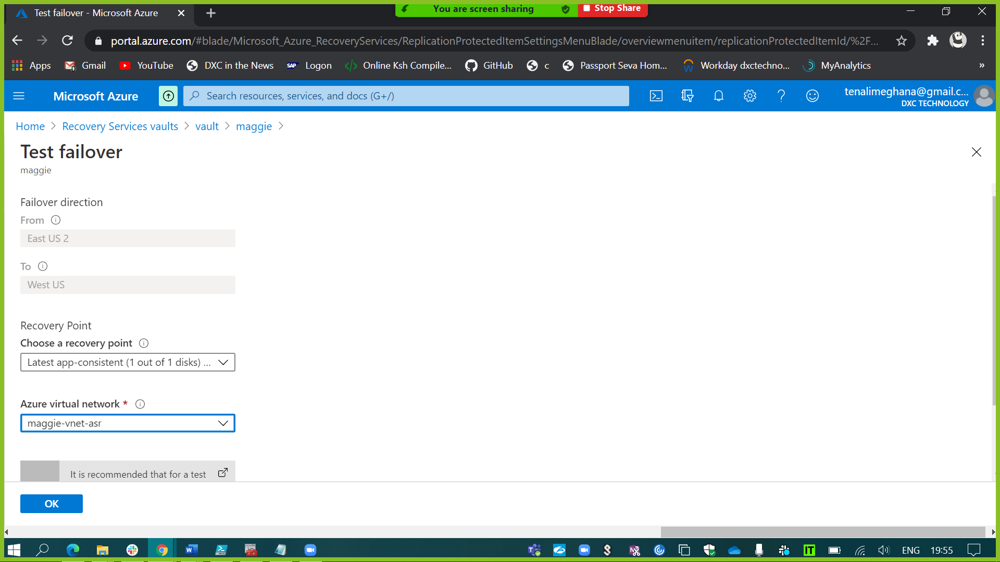 You are screen sharing
Stop Share
Test failover - Microsoft Azure
portal.azure.com/#blade/Microsoft_Azure_RecoveryServices/ReplicationProtectedItemSettingsMenuBlade/overviewmenuitem/replicationProtectedItemId/%2F...
Apps Gmail YouTube DXC in the News SAP Logon Online Ksh Compile... GitHub c Passport Seva Hom... Workday dxctechno... MyAnalytics »
Microsoft Azure
Search resources, services, and docs (G+/)
tenalimeghana@gmail.c...
DXC TECHNOLOGY
Home > Recovery Services vaults > vault > maggie >
Test failover
maggie
Failover direction
From
East US 2
To
West US
Recovery Point
Choose a recovery point
Latest app-consistent (1 out of 1 disks) ...
Azure virtual network *
maggie-vnet-asr
It is recommended that for a test
OK
ENG 19:55